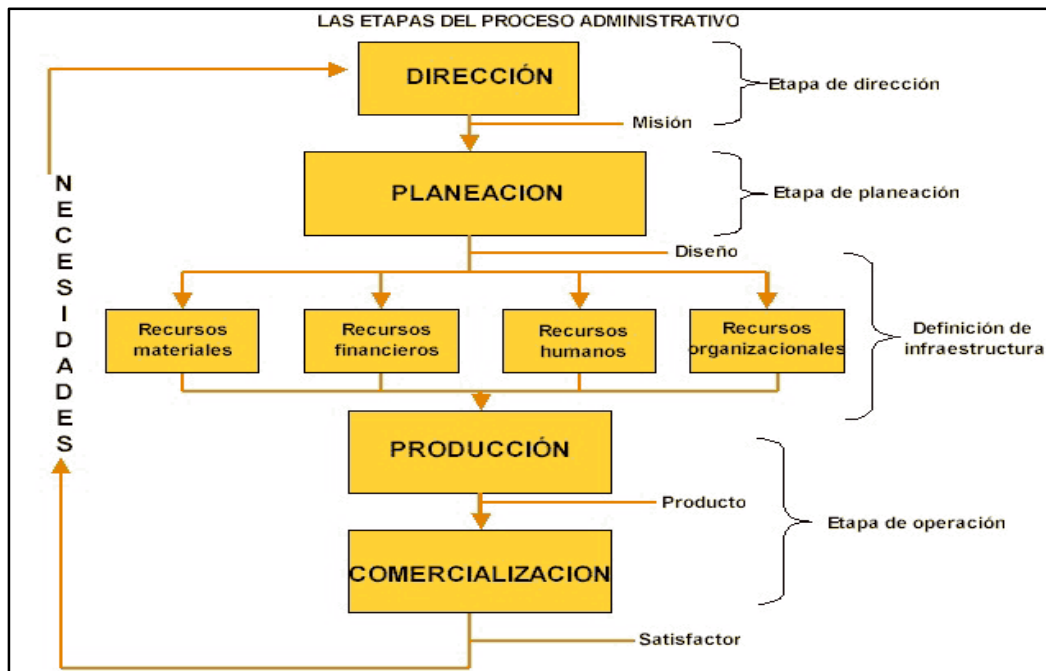 LAS ETAPAS DEL PROCESO ADMINISTRATIVO
DIRECCIÓN
Etapa de dirección
Misión
PLANEACION
Etapa de planeación
NECESIDADES
Diseño
Recursos
materiales
Recursos
financieros
Recursos
humanos
Recursos
organizacionales
Definición de
infraestructura
PRODUCCIÓN
Producto
Etapa de operación
COMERCIALIZACION
Satisfactor